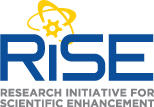 RiSE
RESEARCH INITIATIVE FOR
SCIENTIFIC ENHANCEMENT